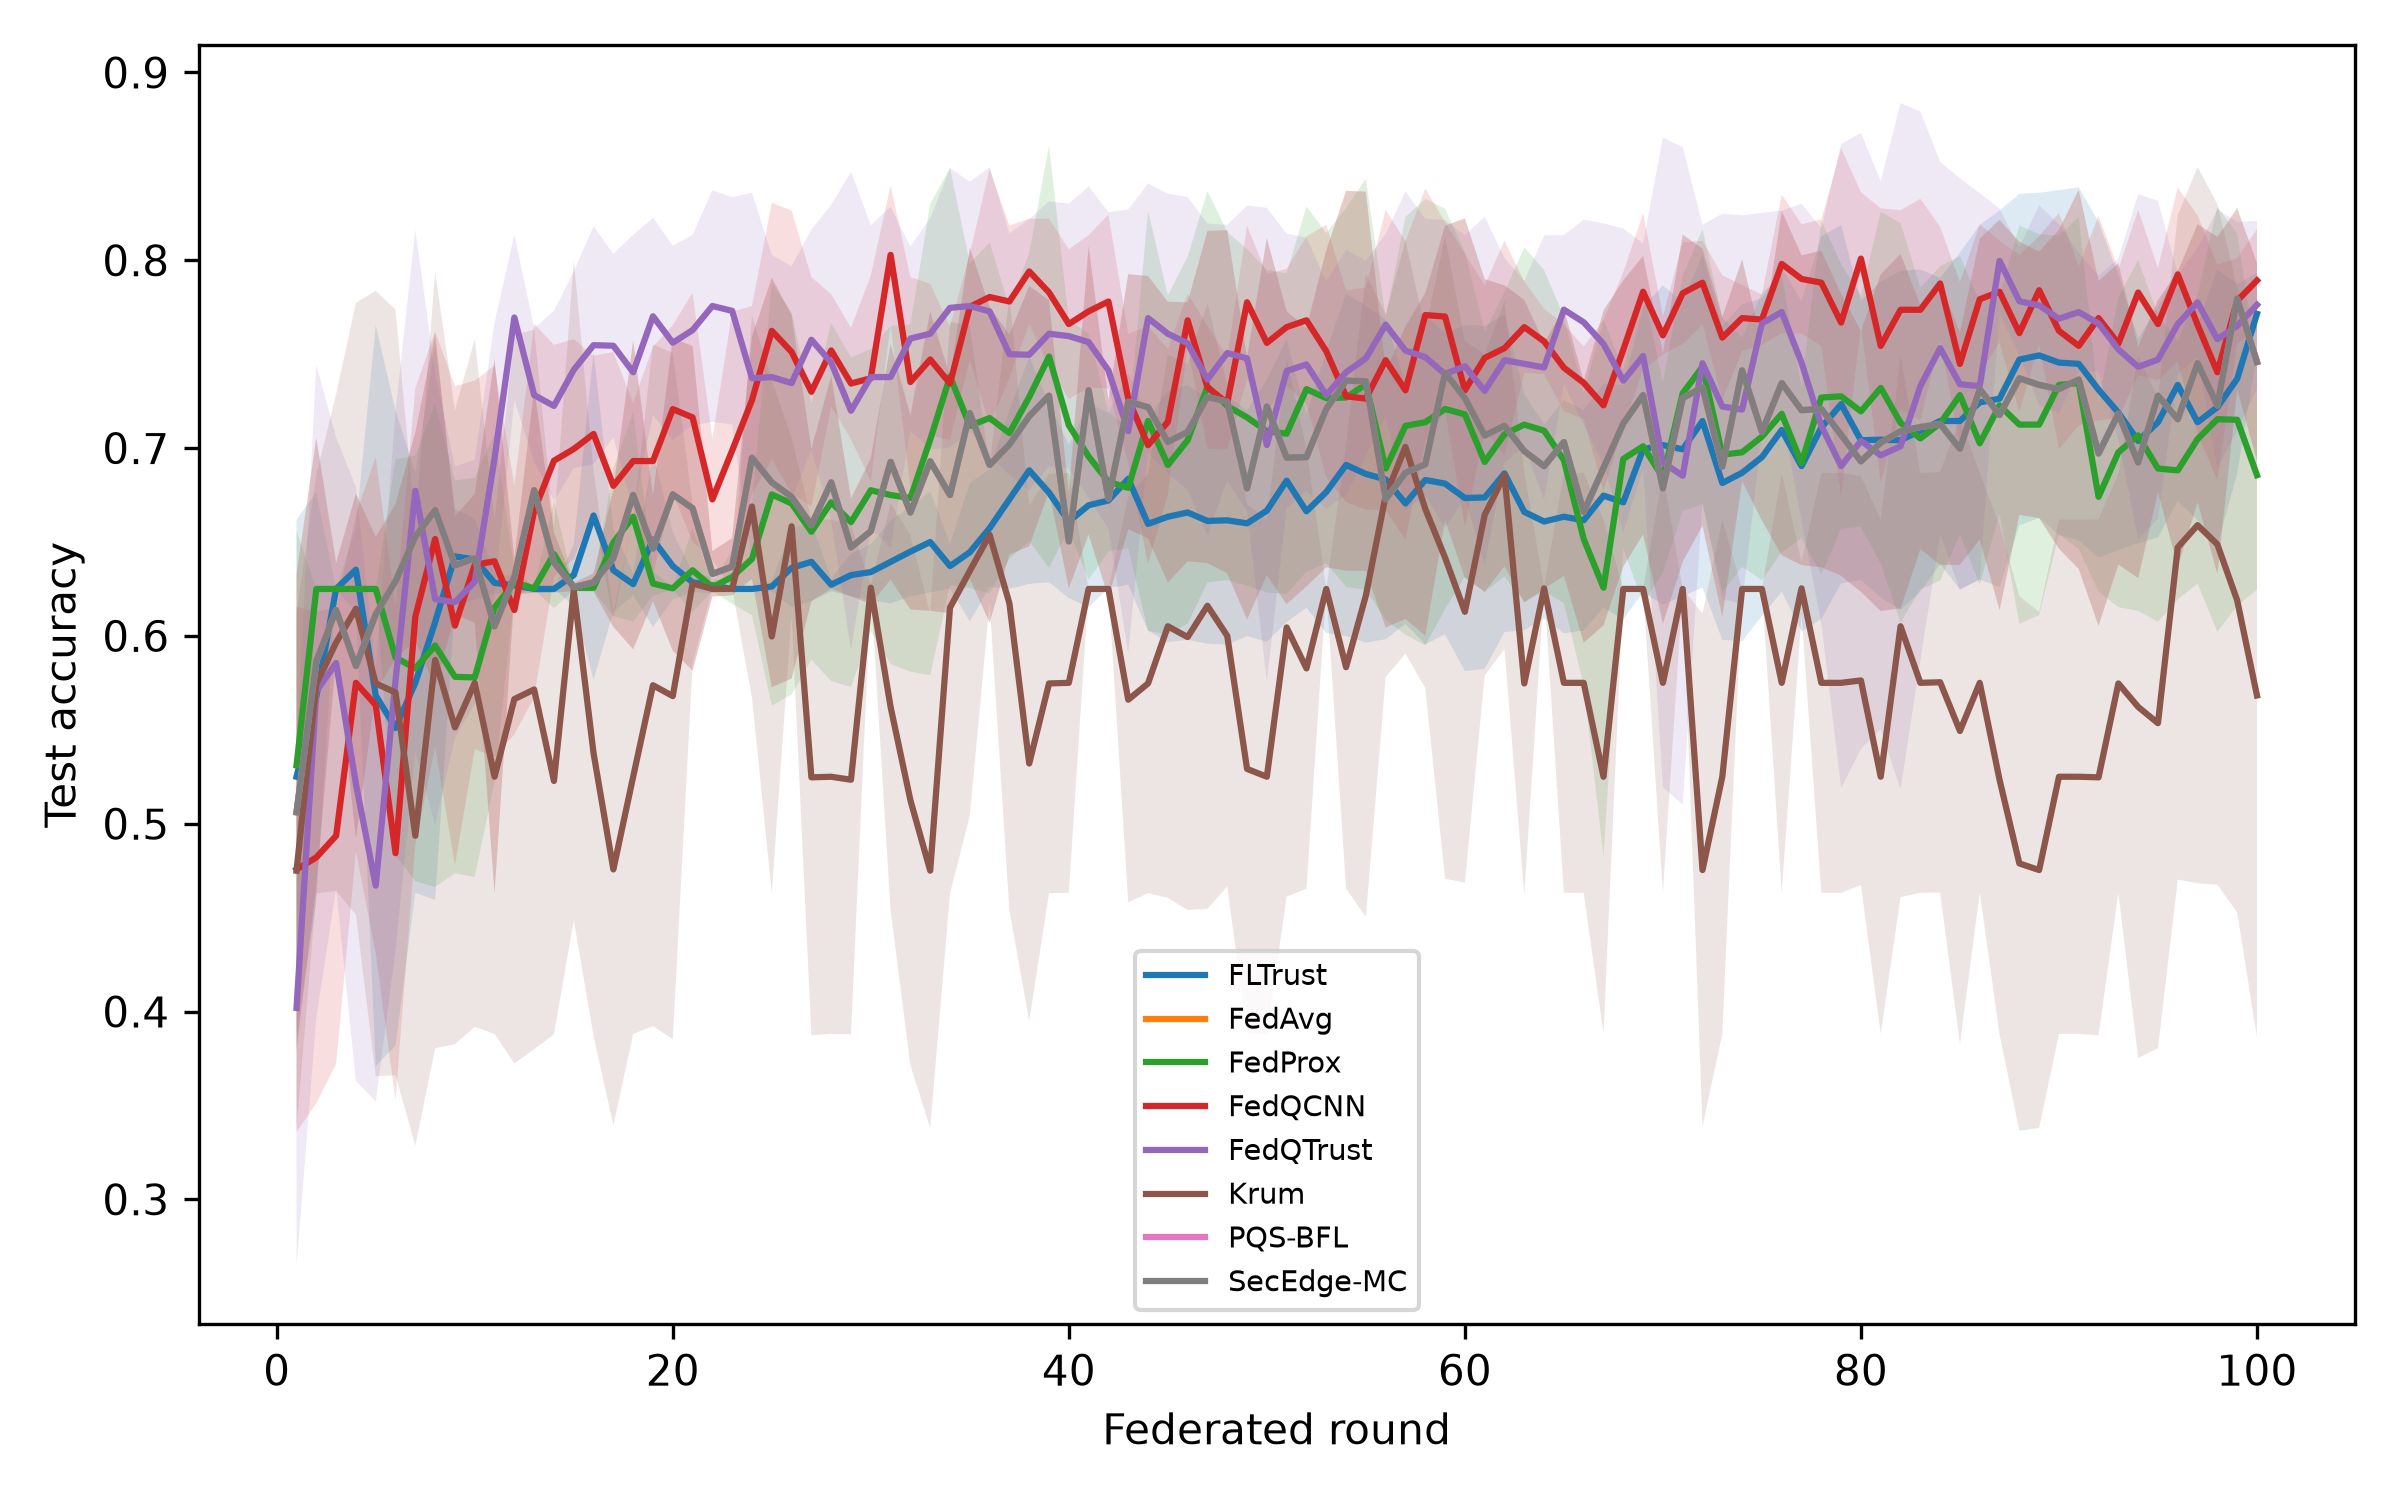 0.9
0.8
0.7
0.6
0.5
0.4
0.3
Test accuracy
FLTrust
FedAvg
FedProx
FedQCNN
FedQTrust
Krum
PQS-BFL
SecEdge-MC
0 20 40 60 80 100
Federated round